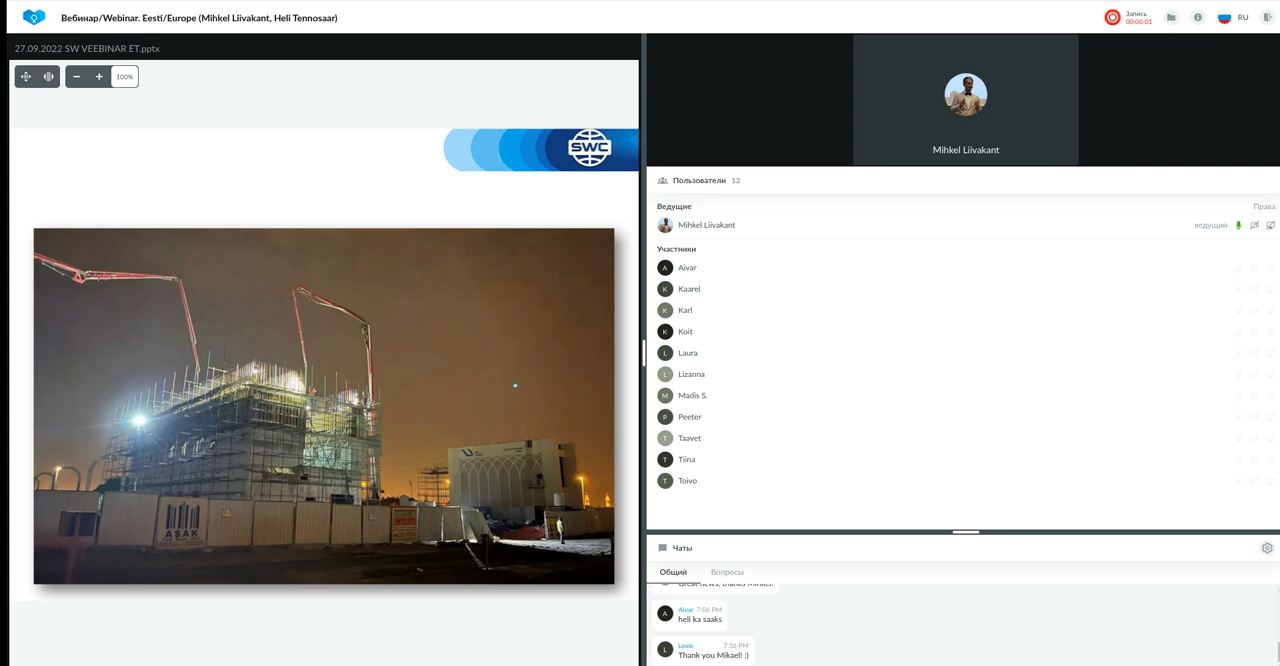 Вебинар/Webinar. Eesti/Europe (Mihkel Liivakant, Heli Tennosaar)
Запись
00:06:01
RU
27.09.2022 SW VEEBINAR ET.pptx
100%
SWC
ASAK
Mihkel Liivakant
Пользователи 12
Ведущие
Права
Mihkel Liivakant
ведущий
Участники
A Aivar
K Kaarel
K Karl
K Koit
L Laura
L Lizanna
M Madis S.
P Peeter
T Taavet
T Tiina
T Toivo
Чаты
Общий
Вопросы
Great news, thanks Mihkel!
A
Aivar 7:06 PM
heli ka saaks
L
Lexie 7:36 PM
Thank you Mikael! :)